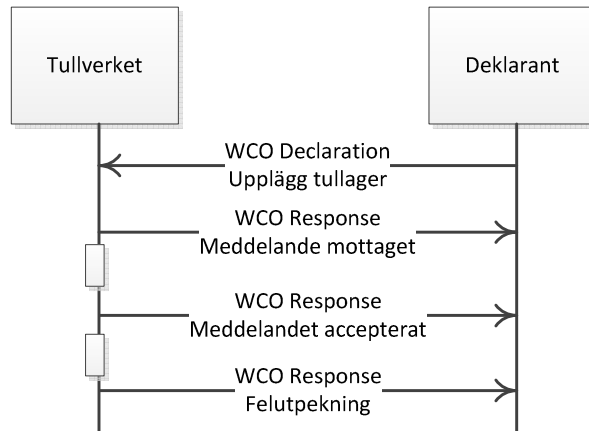 Tullverket
Deklarant
WCO Declaration
Upplägg tullager
WCO Response
Meddelande mottaget
WCO Response
Meddelandet accepterat
WCO Response
Felutpekning